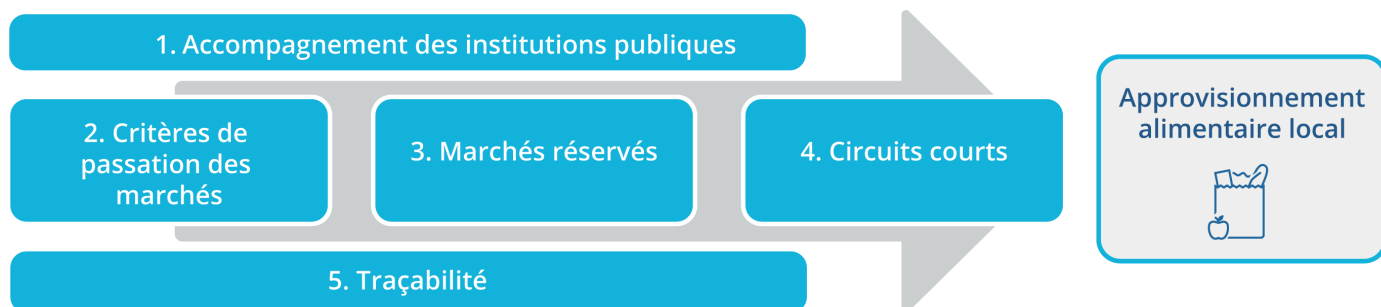 1. Accompagnement des institutions publiques
2. Critères de
passation des
marchés
3. Marchés réservés
4. Circuits courts
5. Traçabilité
Approvisionnement
alimentaire local